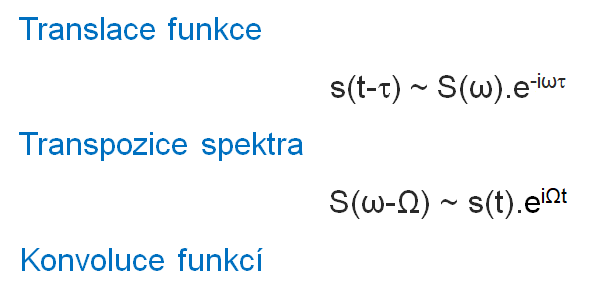 Translace funkce
s(t-τ) ~ S(ω).e^-iωτ
Transpozice spektra
S(ω-Ω) ~ s(t).e^iΩt
Konvoluce funkcí